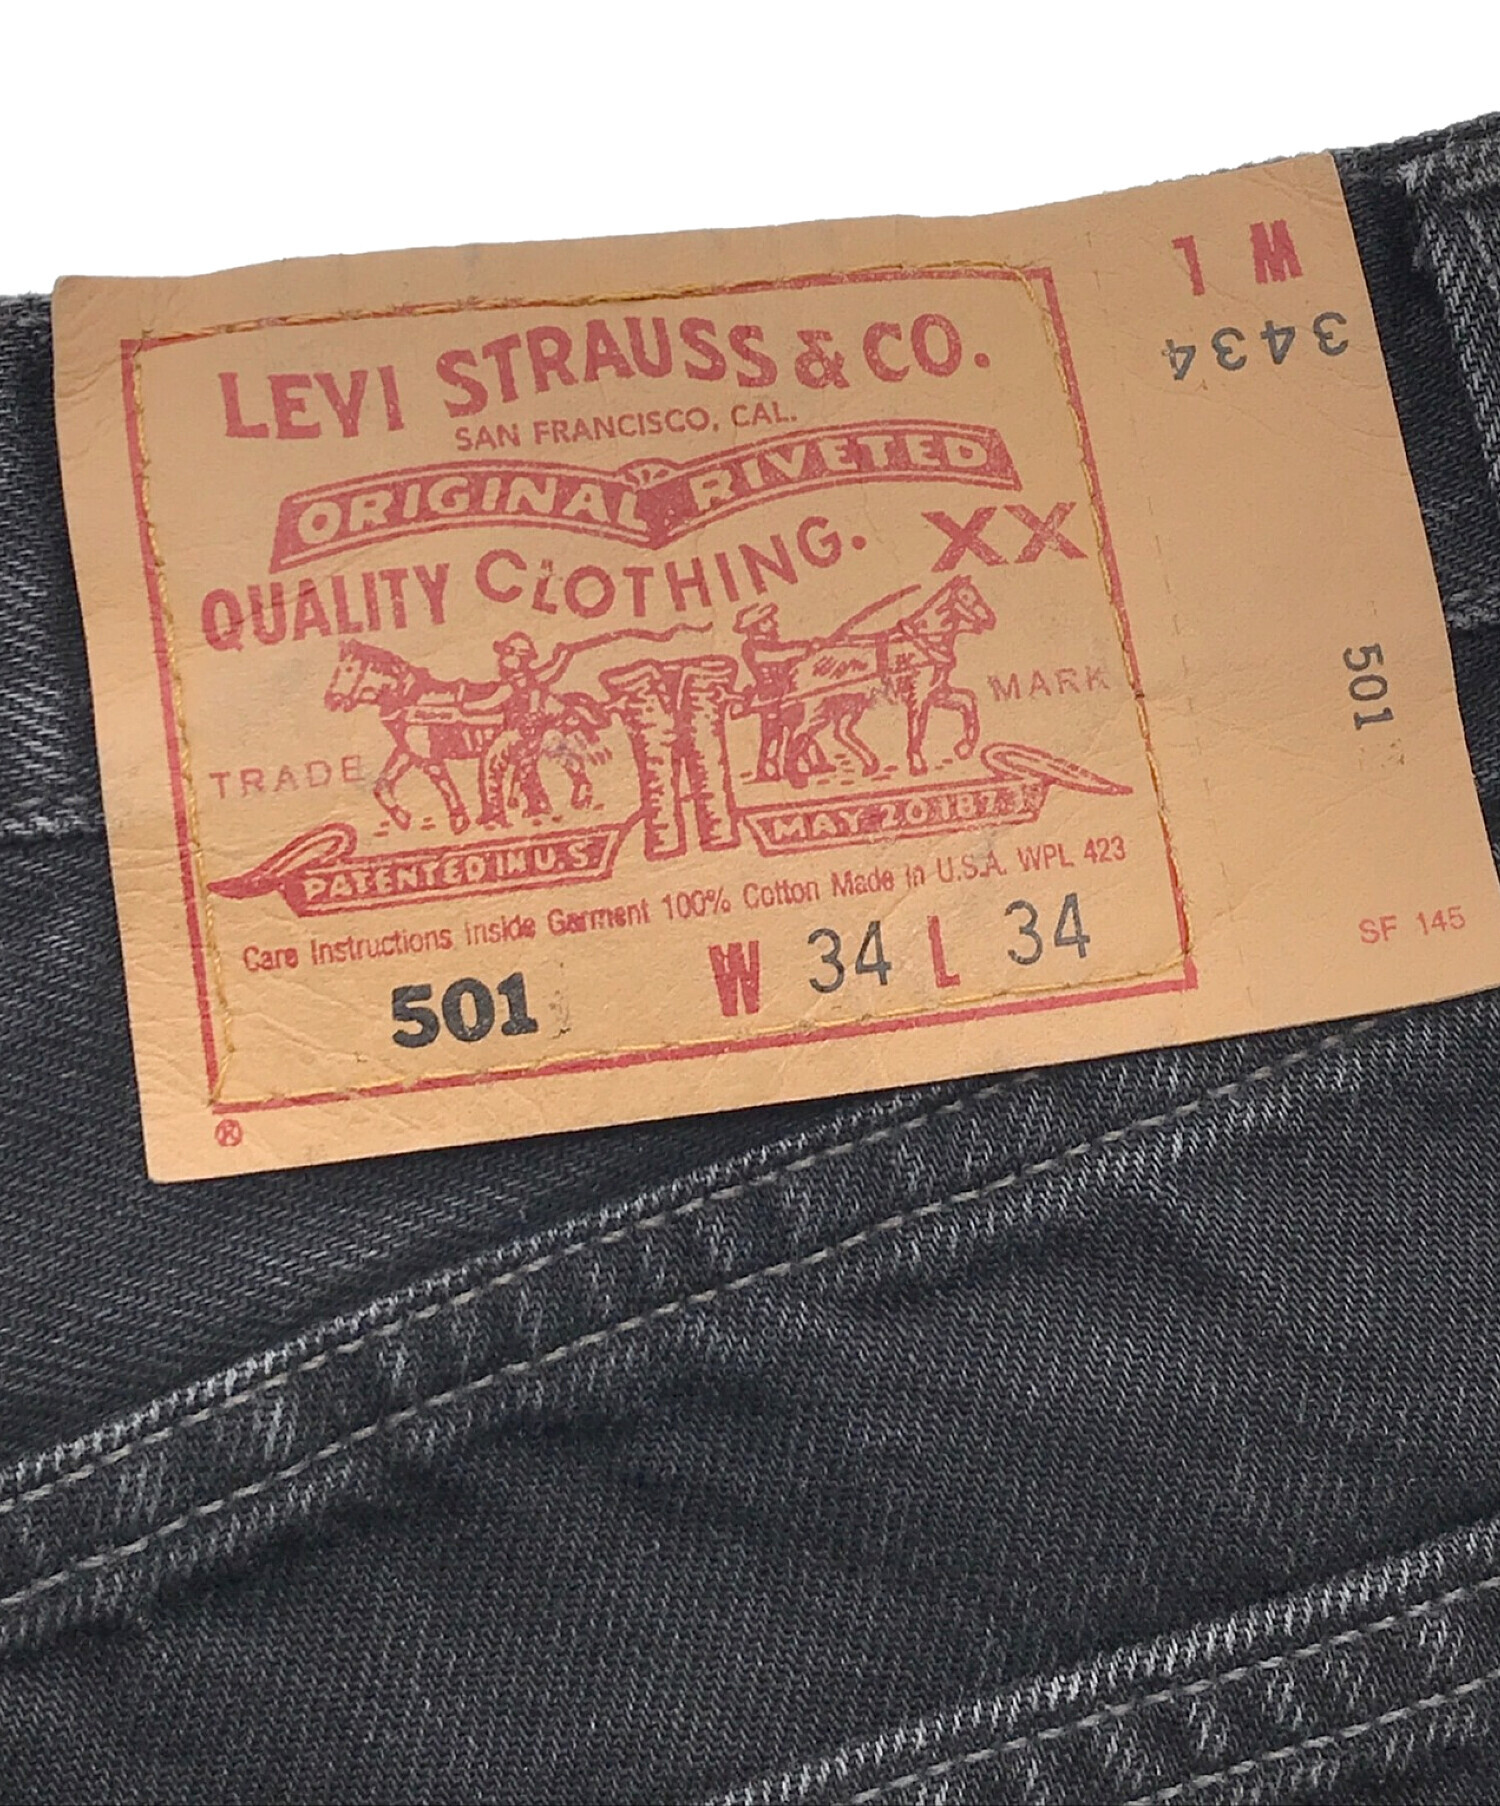 LEVI STRAUSS & CO.
SAN FRANCISCO, CAL.
ORIGINAL RIVETED
QUALITY CLOTHING. XX
TRADE MARK
PATENTED IN U.S. MAY 20 1873
Care Instructions Inside Garment 100% Cotton Made in U.S.A. WPL 423
501 W 34 L 34
®
W L
3434
501
SF 145